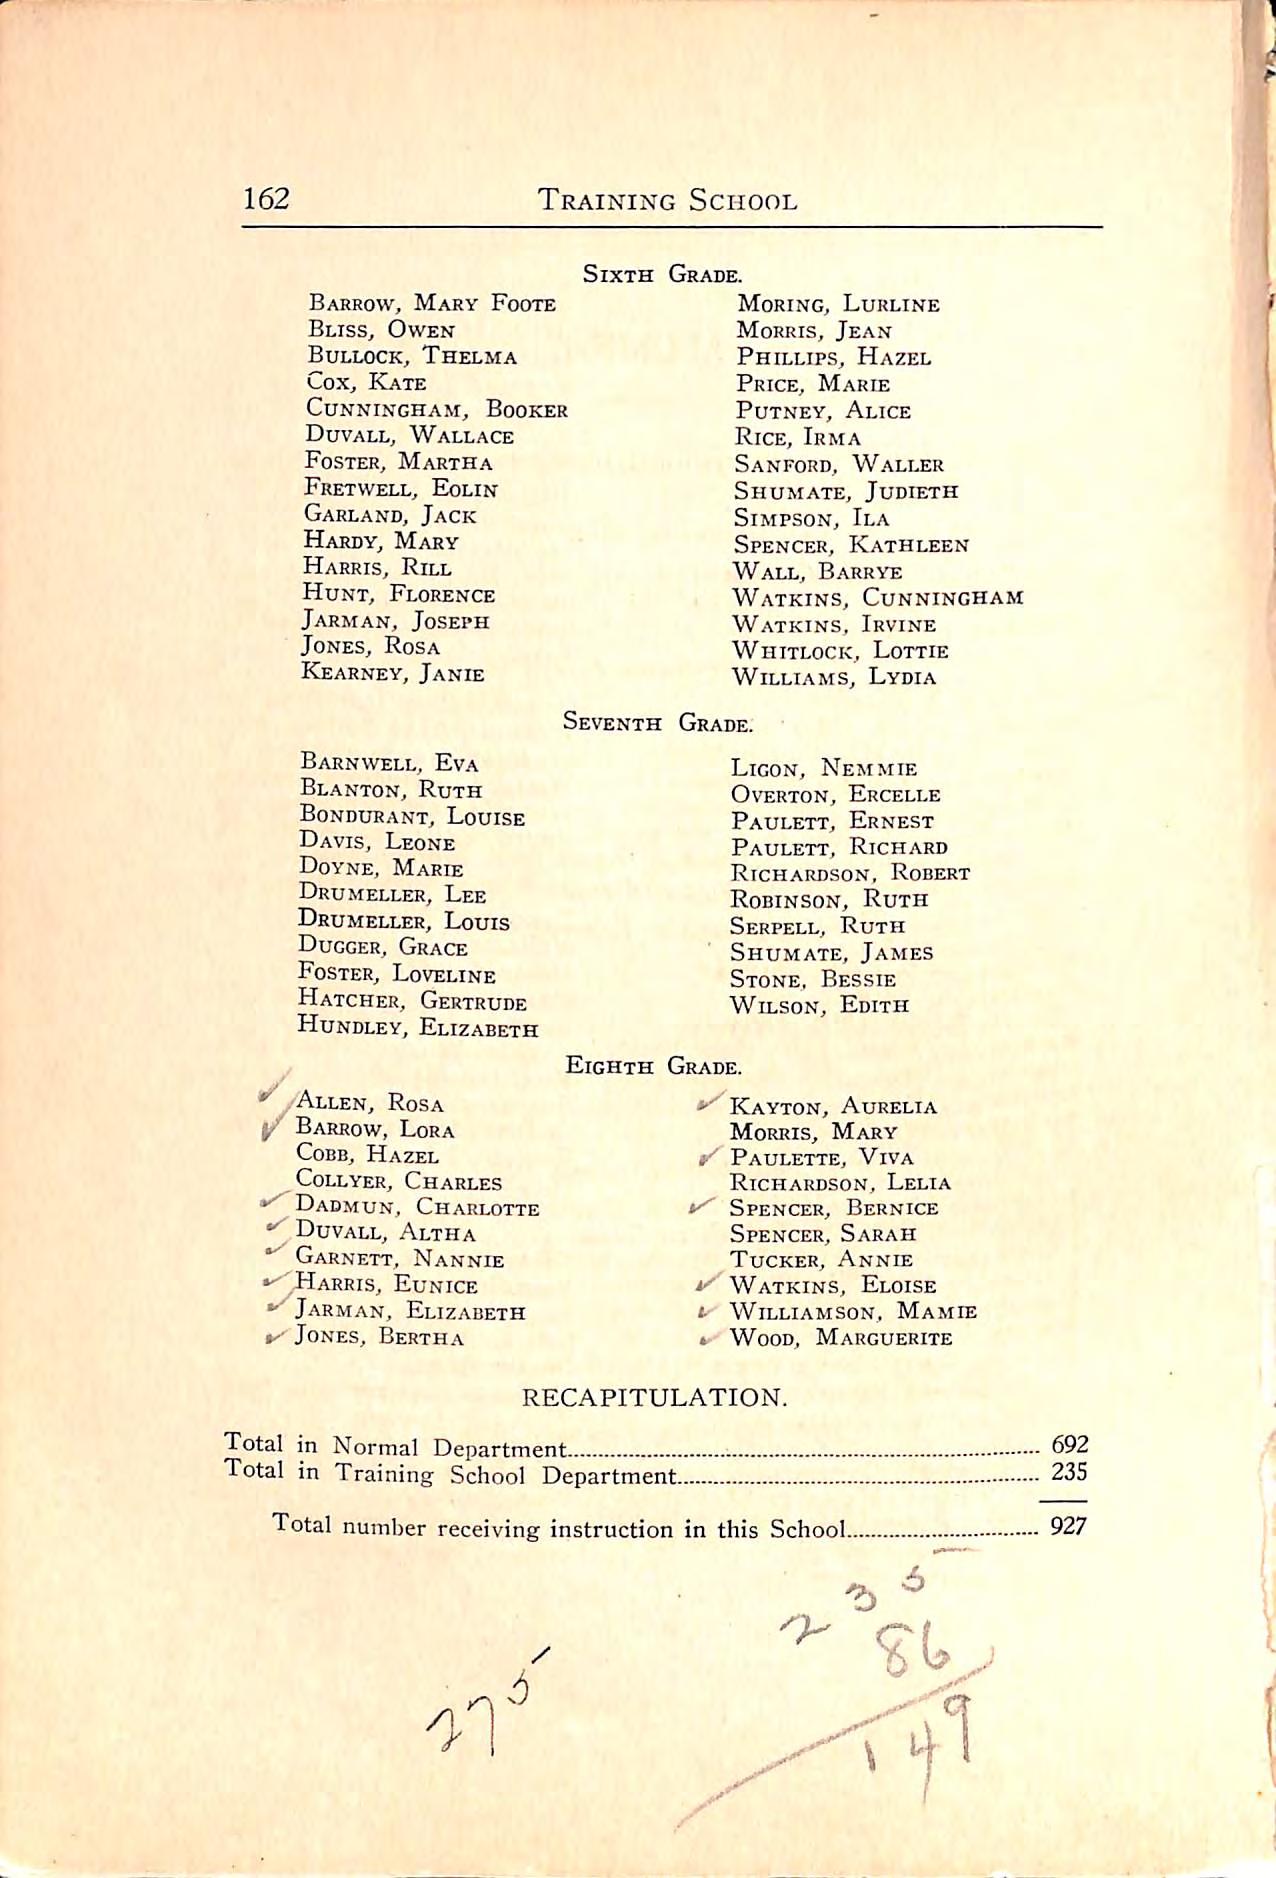 162 TRAINING SCHOOL
SIXTH GRADE.
BARROW, MARY FOOTE
BLISS, OWEN
BULLOCK, THELMA
COX, KATE
CUNNINGHAM, BOOKER
DUVALL, WALLACE
FOSTER, MARTHA
FRETWELL, EOLIN
GARLAND, JACK
HARDY, MARY
HARRIS, RILL
HUNT, FLORENCE
JARMAN, JOSEPH
JONES, ROSA
KEARNEY, JANIE
MORING, LURLINE
MORRIS, JEAN
PHILLIPS, HAZEL
PRICE, MARIE
PUTNEY, ALICE
RICE, IRMA
SANFORD, WALLER
SHUMATE, JUDIETH
SIMPSON, ILA
SPENCER, KATHLEEN
WALL, BARRYE
WATKINS, CUNNINGHAM
WATKINS, IRVINE
WHITLOCK, LOTTIE
WILLIAMS, LYDIA
SEVENTH GRADE.
BARNWELL, EVA
BLANTON, RUTH
BONDURANT, LOUISE
DAVIS, LEONE
DOYNE, MARIE
DRUMELLER, LEE
DRUMELLER, LOUIS
DUGGER, GRACE
FOSTER, LOVELINE
HATCHER, GERTRUDE
HUNDLEY, ELIZABETH
LIGON, NEMMIE
OVERTON, ERCELLE
PAULETT, ERNEST
PAULETT, RICHARD
RICHARDSON, ROBERT
ROBINSON, RUTH
SERPELL, RUTH
SHUMATE, JAMES
STONE, BESSIE
WILSON, EDITH
EIGHTH GRADE.
✓ ALLEN, ROSA
✓ BARROW, LORA
COBB, HAZEL
COLLYER, CHARLES
✓ DADMUN, CHARLOTTE
✓ DUVALL, ALTHA
✓ GARNETT, NANNIE
✓ HARRIS, EUNICE
✓ JARMAN, ELIZABETH
✓ JONES, BERTHA
✓ KAYTON, AURELIA
MORRIS, MARY
✓ PAULETTE, VIVA
RICHARDSON, LELIA
✓ SPENCER, BERNICE
SPENCER, SARAH
TUCKER, ANNIE
✓ WATKINS, ELOISE
✓ WILLIAMSON, MAMIE
✓ WOOD, MARGUERITE
RECAPITULATION.
Total in Normal Department........ 692
Total in Training School Department........ 235
Total number receiving instruction in this School........ 927
235
86
149
275